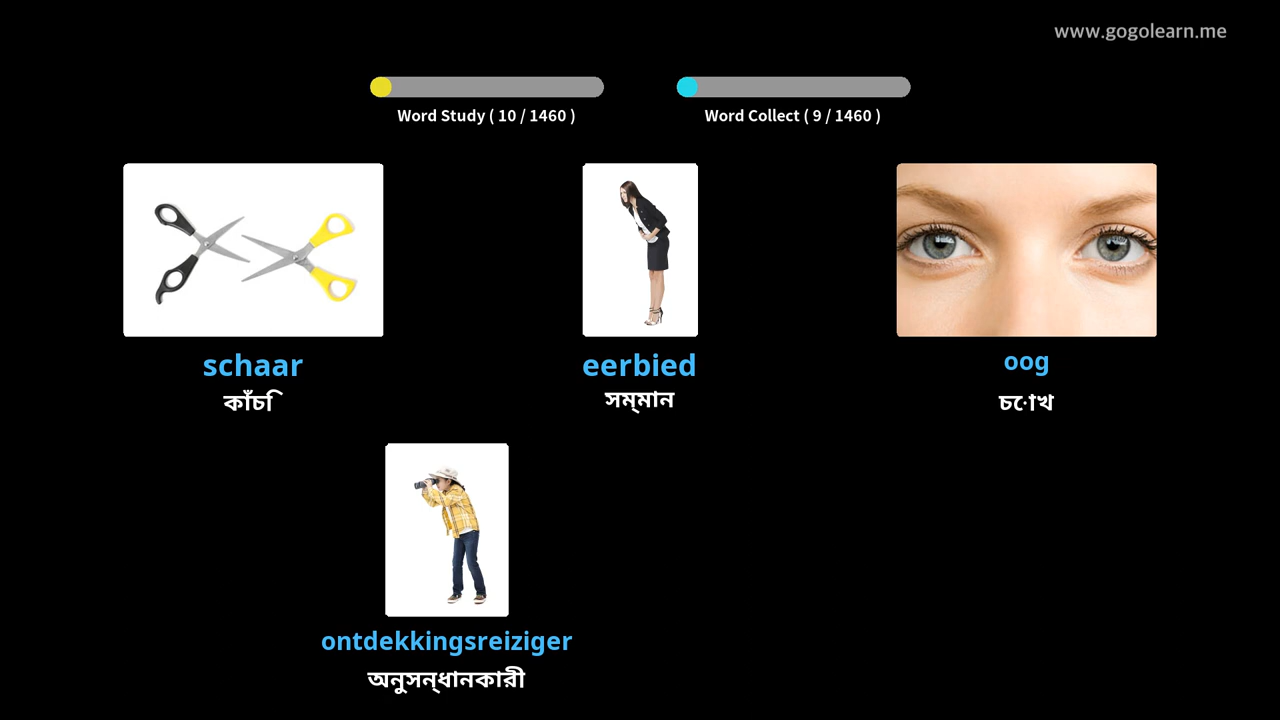 www.gogolearn.me
Word Study ( 10 / 1460 )
Word Collect ( 9 / 1460 )
schaar
eerbied
oog
কাঁচি
সম্মান
চোখ
ontdekkingsreiziger
অনুসন্ধানকারী